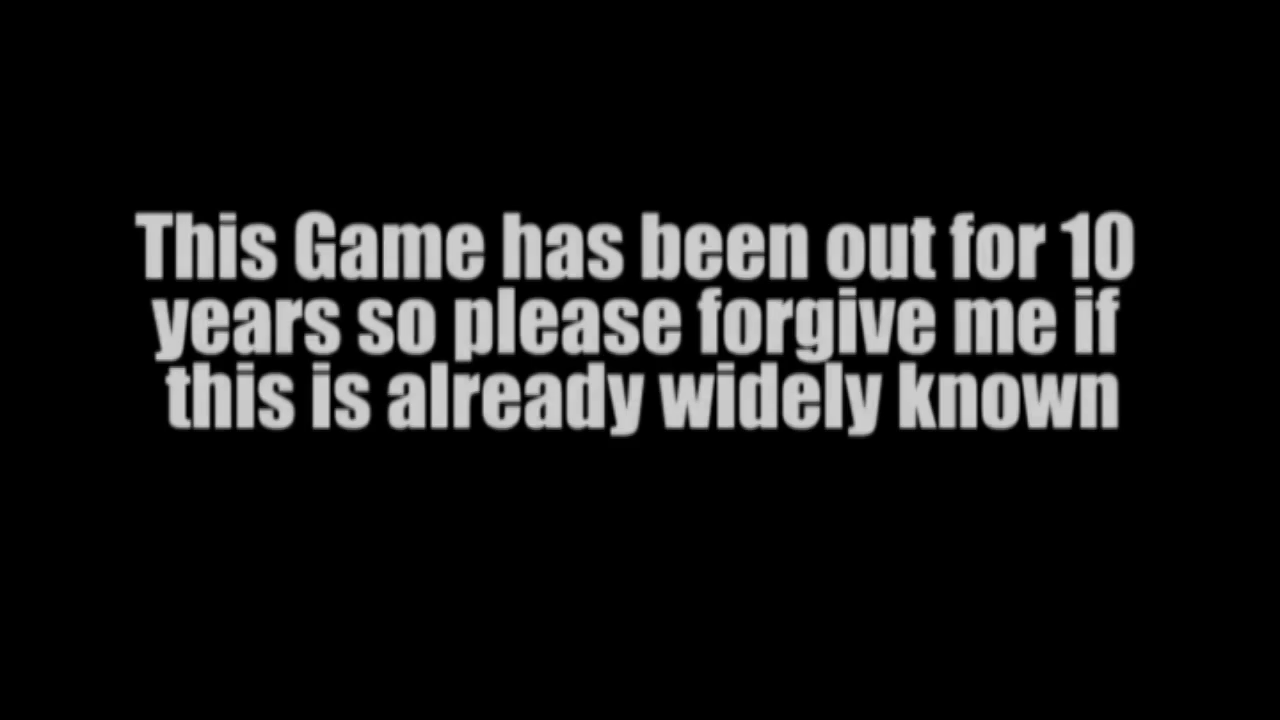 This Game has been out for 10
years so please forgive me if
this is already widely known